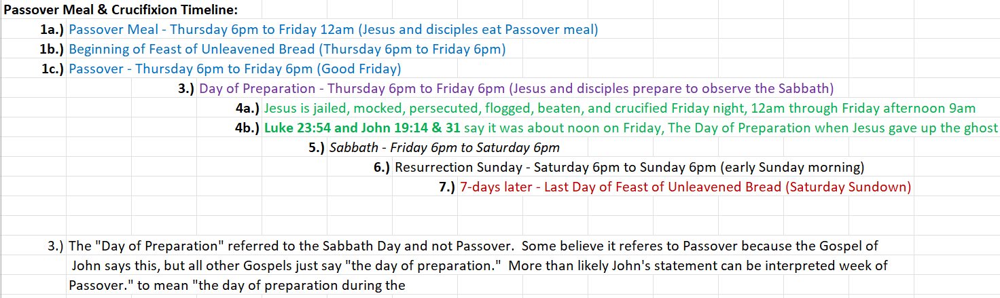 Passover Meal & Crucifixion Timeline:
1a.) Passover Meal - Thursday 6pm to Friday 12am (Jesus and disciples eat Passover meal)
1b.) Beginning of Feast of Unleavened Bread (Thursday 6pm to Friday 6pm)
1c.) Passover - Thursday 6pm to Friday 6pm (Good Friday)
3.) Day of Preparation - Thursday 6pm to Friday 6pm (Jesus and disciples prepare to observe the Sabbath)
4a.) Jesus is jailed, mocked, persecuted, flogged, beaten, and crucified Friday night, 12am through Friday afternoon 9am
4b.) Luke 23:54 and John 19:14 & 31 say it was about noon on Friday, The Day of Preparation when Jesus gave up the ghost
5.) Sabbath - Friday 6pm to Saturday 6pm
6.) Resurrection Sunday - Saturday 6pm to Sunday 6pm (early Sunday morning)
7.) 7-days later - Last Day of Feast of Unleavened Bread (Saturday Sundown)
3.) The "Day of Preparation" referred to the Sabbath Day and not Passover.  Some believe it referes to Passover because the Gospel of
John says this, but all other Gospels just say "the day of preparation."  More than likely John's statement can be interpreted week of
Passover." to mean "the day of preparation during the